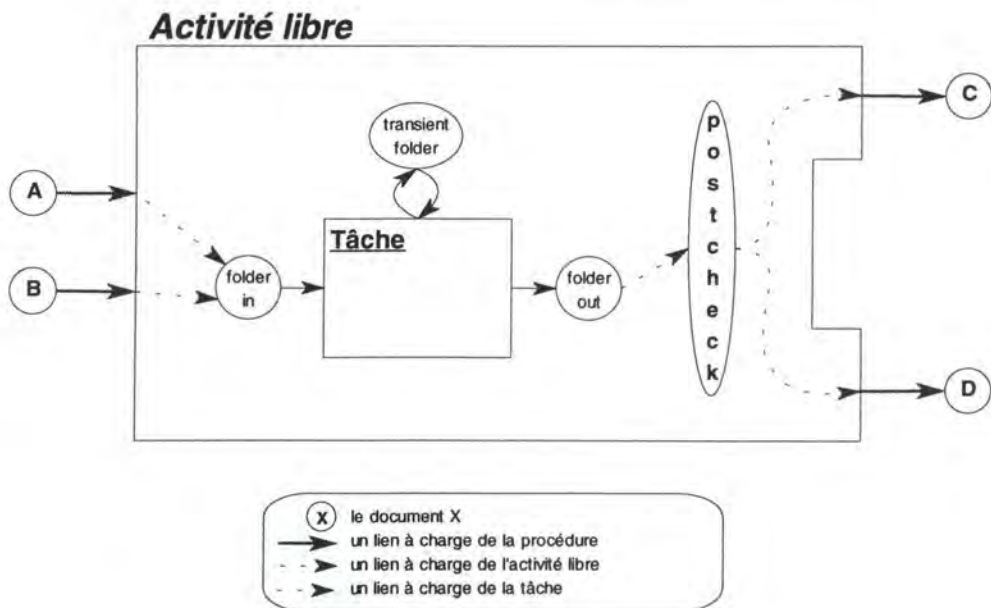 Activité libre
A
B
transient
folder
Tâche
folder
in
folder
out
postcheck
C
D
X le document X
un lien à charge de la procédure
un lien à charge de l'activité libre
un lien à charge de la tâche